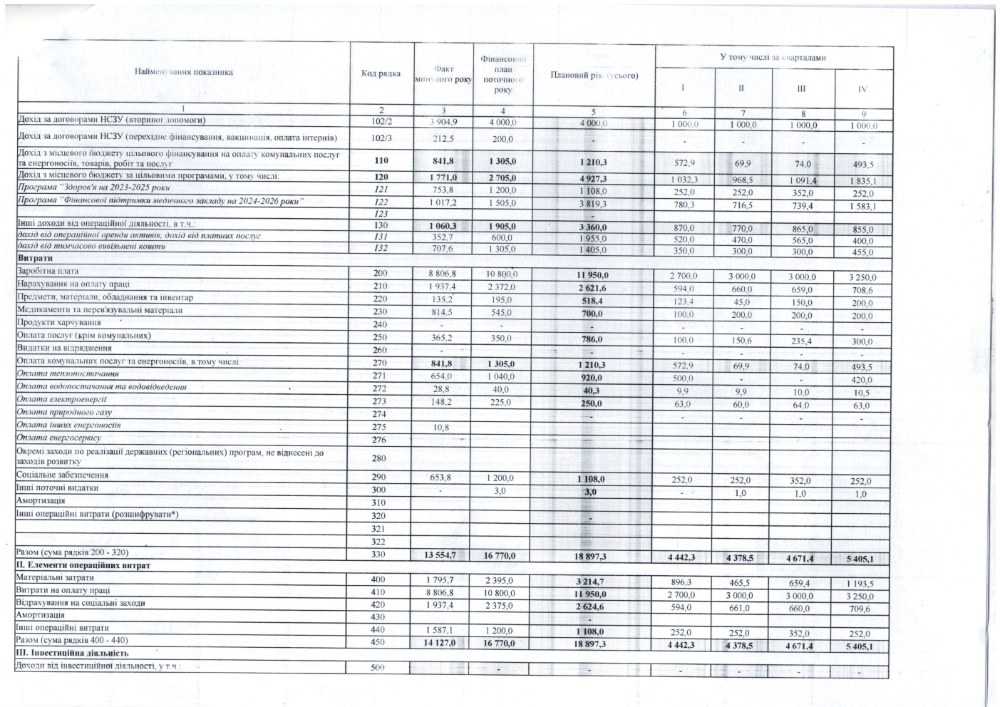 Найменування показника Код рядка Факт минулого року Фінансовий план поточного року Плановий рік (усього) У тому числі за кварталами
I II III IV
1 2 3 4 5 6 7 8 9
Дохід за договорами НСЗУ (вториної допомоги) 102/2 3 904,9 4 000,0 4 000,0 1 000,0 1 000,0 1 000,0 1 000,0
Дохід за договорами НСЗУ (перехідне фінансування, вакцинація, оплата інтернів) 102/3 212,5 200,0 - - - - -
Дохід з місцевого бюджету цільового фінансування на оплату комунальних послуг
та енергоносіїв, товарів, робіт та послуг 110 841,8 1 305,0 1 210,3 572,9 69,9 74,0 493,5
Дохід з місцевого бюджету за цільовими програмами, у тому числі: 120 1 771,0 2 705,0 4 927,3 1 032,3 968,5 1 091,4 1 835,1
Програма "Здоров'я на 2023-2025 роки 121 753,8 1 200,0 1 108,0 252,0 252,0 352,0 252,0
Програма "Фінансової підтримки медичного закладу на 2024-2026 роки" 122 1 017,2 1 505,0 3 819,3 780,3 716,5 739,4 1 583,1
123 -
Інші доходи від операційної діяльності, в т.ч.: 130 1 060,3 1 905,0 3 360,0 870,0 770,0 865,0 855,0
дохід від операційної оренди активів, дохід від платних послуг 131 352,7 600,0 1 955,0 520,0 470,0 565,0 400,0
дохід від тимчасово вивільнені кошти 132 707,6 1 305,0 1 405,0 350,0 300,0 300,0 455,0
Витрати
Заробітна плата 200 8 806,8 10 800,0 11 950,0 2 700,0 3 000,0 3 000,0 3 250,0
Нарахування на оплату праці 210 1 937,4 2 372,0 2 621,6 594,0 660,0 659,0 708,6
Предмети, матеріали, обладнання та інвентар 220 135,2 195,0 518,4 123,4 45,0 150,0 200,0
Медикаменти та перев'язувальні матеріали 230 814,5 545,0 700,0 100,0 200,0 200,0 200,0
Продукти харчування 240 - - - - - - -
Оплата послуг (крім комунальних) 250 365,2 350,0 786,0 100,0 150,6 235,4 300,0
Видатки на відрядження 260 - - - - - - -
Оплата комунальних послуг та енергоносіїв, в тому числі: 270 841,8 1 305,0 1 210,3 572,9 69,9 74,0 493,5
Оплата теплопостачання 271 654,0 1 040,0 920,0 500,0 - - 420,0
Оплата водопостачання та водовідведення 272 28,8 40,0 40,3 9,9 9,9 10,0 10,5
Оплата електроенергії 273 148,2 225,0 250,0 63,0 60,0 64,0 63,0
Оплата природного газу 274 - - - - -
Оплата інших енергоносіїв 275 10,8
Оплата енергосервісу 276
Окремі заходи по реалізації державних (регіональних) програм, не віднесені до
заходів розвитку 280
Соціальне забезпечення 290 653,8 1 200,0 1 108,0 252,0 252,0 352,0 252,0
Інші поточні видатки 300 - 3,0 3,0 - 1,0 1,0 1,0
Амортизація 310
Інші операційні витрати (розшифрувати*) 320 -
321
322
Разом (сума рядків 200 - 320) 330 13 554,7 16 770,0 18 897,3 4 442,3 4 378,5 4 671,4 5 405,1
II. Елементи операційних витрат
Матеріальні затрати 400 1 795,7 2 395,0 3 214,7 896,3 465,5 659,4 1 193,5
Витрати на оплату праці 410 8 806,8 10 800,0 11 950,0 2 700,0 3 000,0 3 000,0 3 250,0
Відрахування на соціальні заходи 420 1 937,4 2 375,0 2 624,6 594,0 661,0 660,0 709,6
Амортизація 430 -
Інші операційні витрати 440 1 587,1 1 200,0 1 108,0 252,0 252,0 352,0 252,0
Разом (сума рядків 400 - 440) 450 14 127,0 16 770,0 18 897,3 4 442,3 4 378,5 4 671,4 5 405,1
III. Інвестиційна діяльність
Доходи від інвестиційної діяльності, у т.ч.: 500 - - - - - -